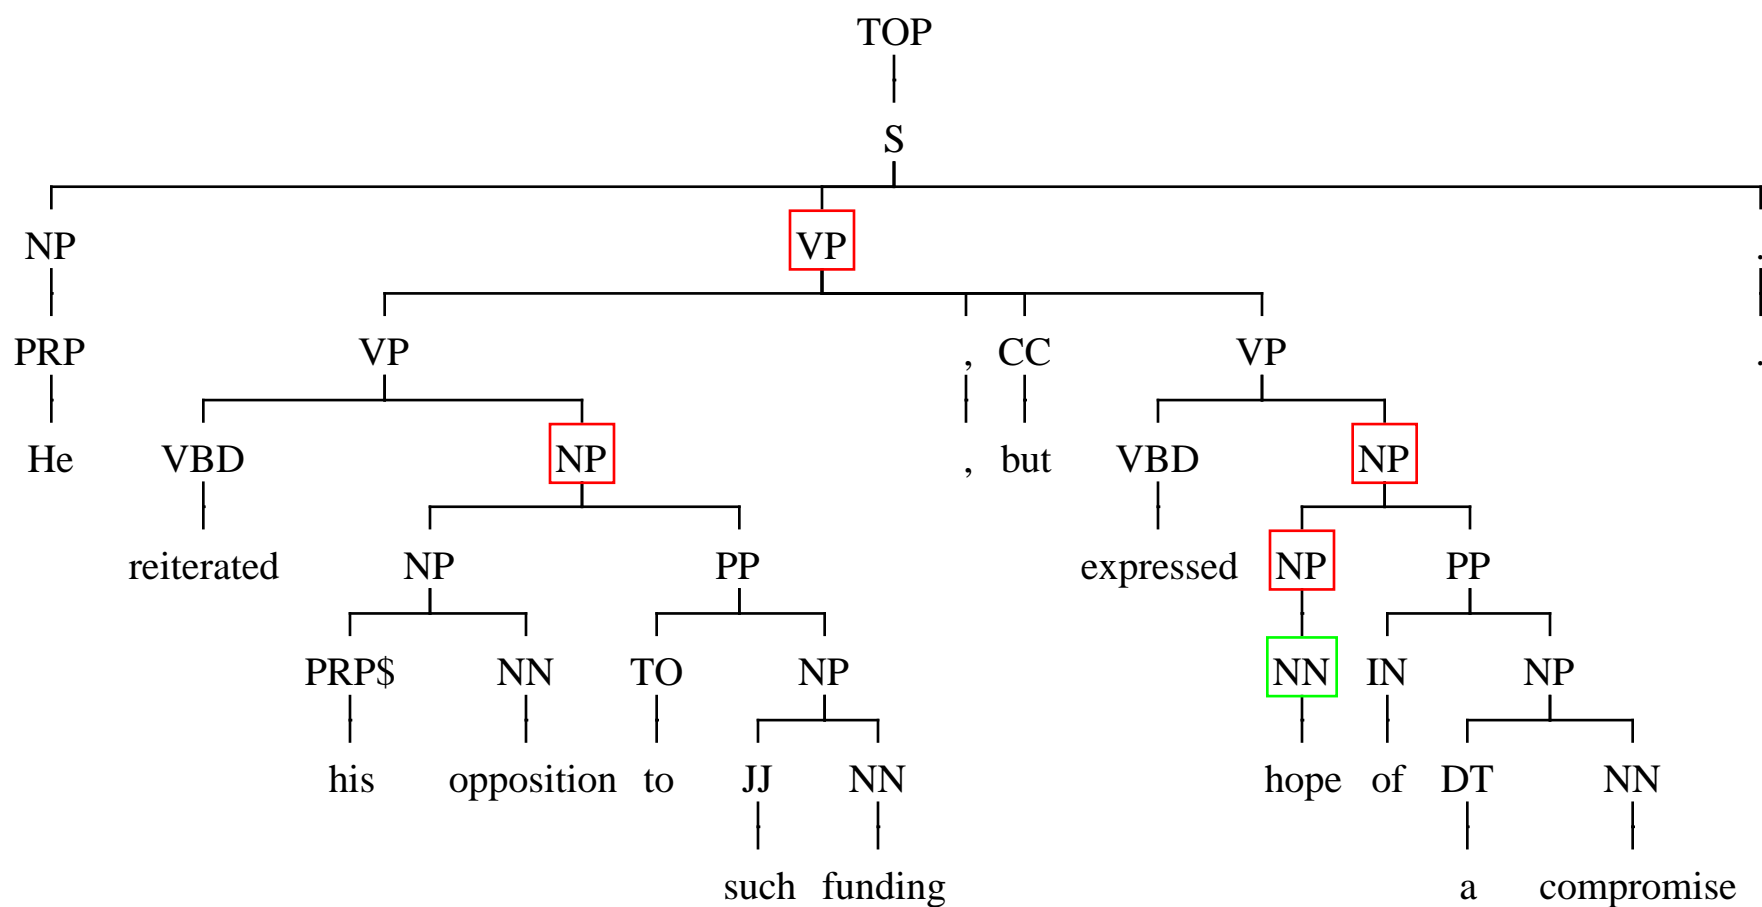 TOP
S
NP VP .
PRP VP , CC VP .
He VBD NP , but VBD NP
reiterated NP PP expressed NP PP
PRP$ NN TO NP NN IN NP
his opposition to JJ NN hope of DT NN
such funding a compromise